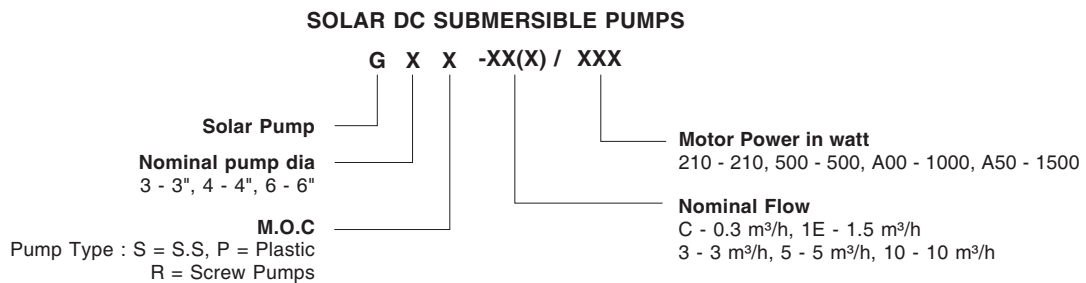 SOLAR DC SUBMERSIBLE PUMPS
G X X -XX(X) / XXX
Solar Pump
Nominal pump dia
3 - 3", 4 - 4", 6 - 6"
M.O.C
Pump Type : S = S.S, P = Plastic
R = Screw Pumps
Motor Power in watt
210 - 210, 500 - 500, A00 - 1000, A50 - 1500
Nominal Flow
C - 0.3 m³/h, 1E - 1.5 m³/h
3 - 3 m³/h, 5 - 5 m³/h, 10 - 10 m³/h